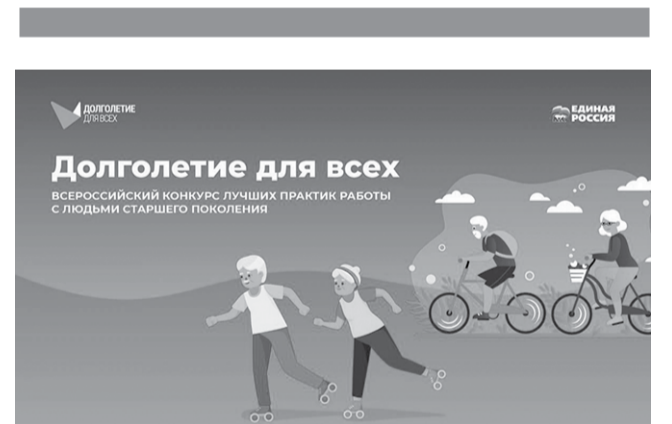 ДОЛГОЛЕТИЕ
ДЛЯ ВСЕХ
ЕДИНАЯ
РОССИЯ
Долголетие для всех
ВСЕРОССИЙСКИЙ КОНКУРС ЛУЧШИХ ПРАКТИК РАБОТЫ
С ЛЮДЬМИ СТАРШЕГО ПОКОЛЕНИЯ